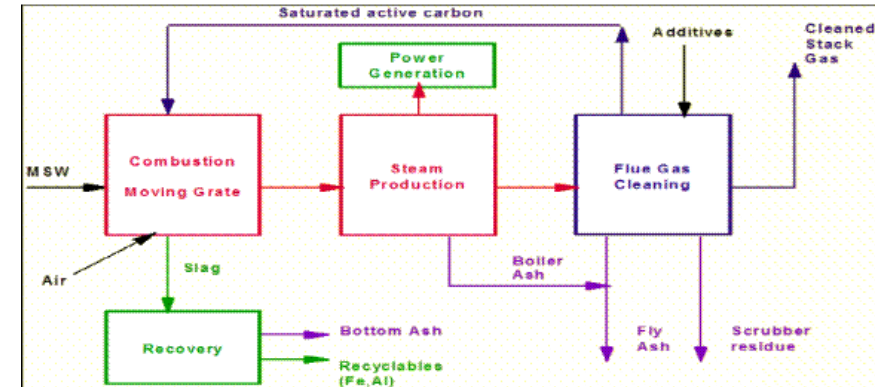 Saturated active carbon
Additives
Cleaned
Stack
Gas
Power
Generation
MSW
Combustion
Moving Grate
Steam
Production
Flue Gas
Cleaning
Air
Slag
Boiler
Ash
Recovery
Bottom Ash
Recyclables
(Fe,Al)
Fly
Ash
Scrubber
residue